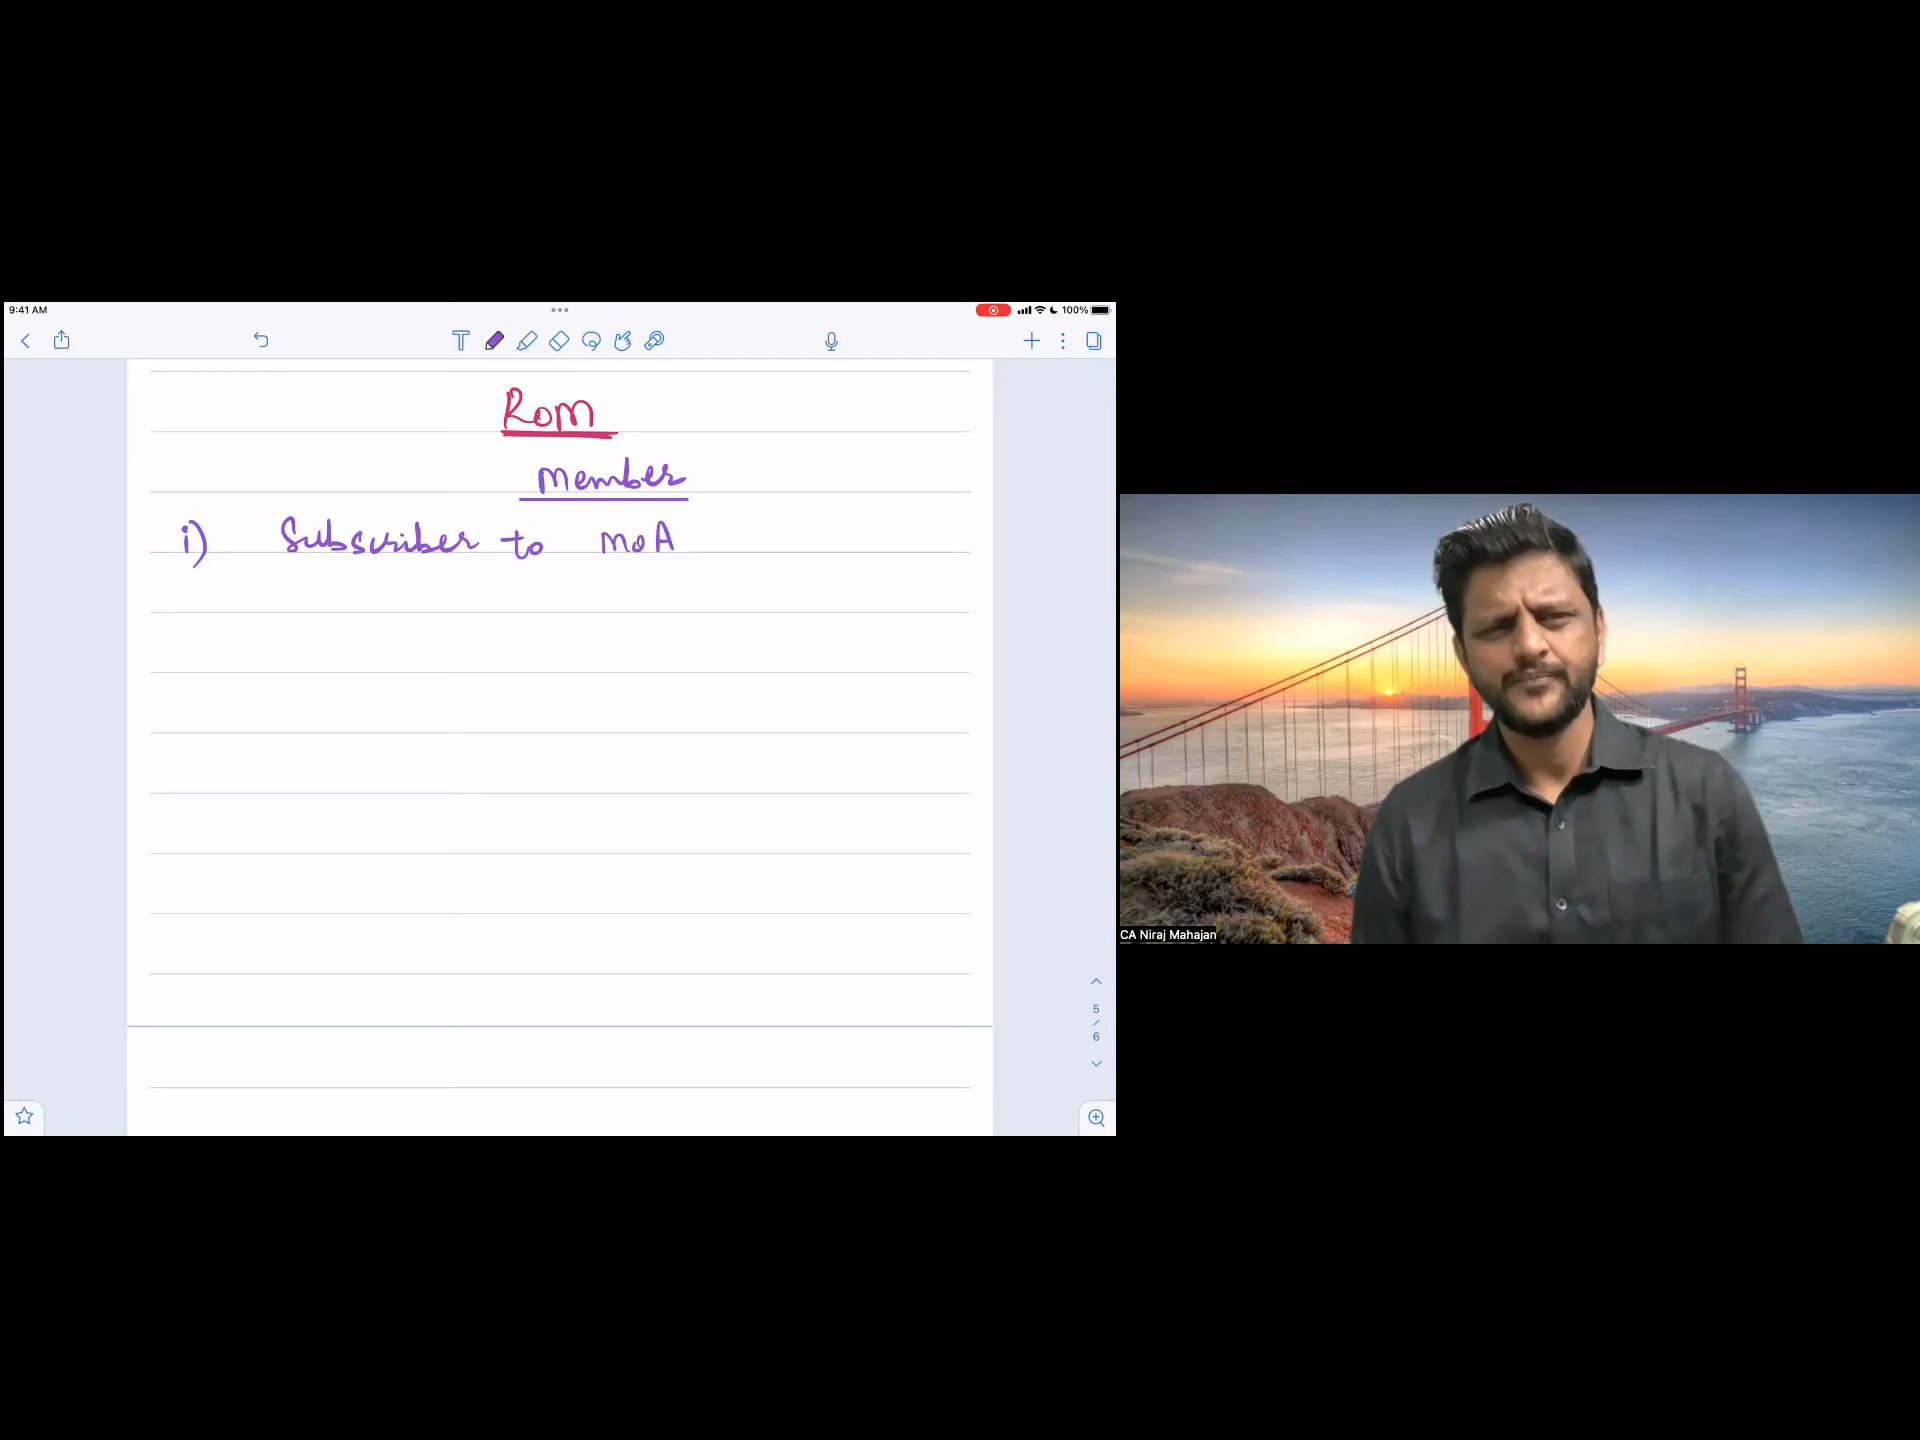 9:41 AM
100%
RoM
Member
i) Subscriber to MoA
5
/
6
CA Niraj Mahajan